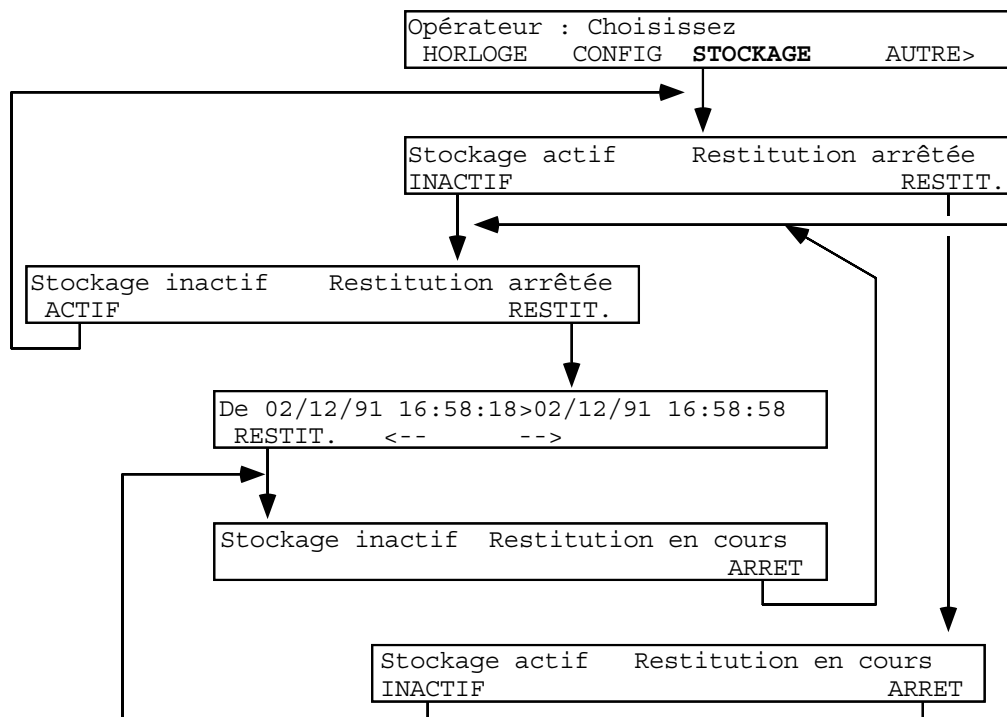 Opérateur : Choisissez
HORLOGE CONFIG STOCKAGE AUTRE>
Stockage actif Restitution arrêtée
INACTIF RESTIT.
Stockage inactif Restitution arrêtée
ACTIF RESTIT.
De 02/12/91 16:58:18>02/12/91 16:58:58
RESTIT. <-- -->
Stockage inactif Restitution en cours
ARRET
Stockage actif Restitution en cours
INACTIF ARRET